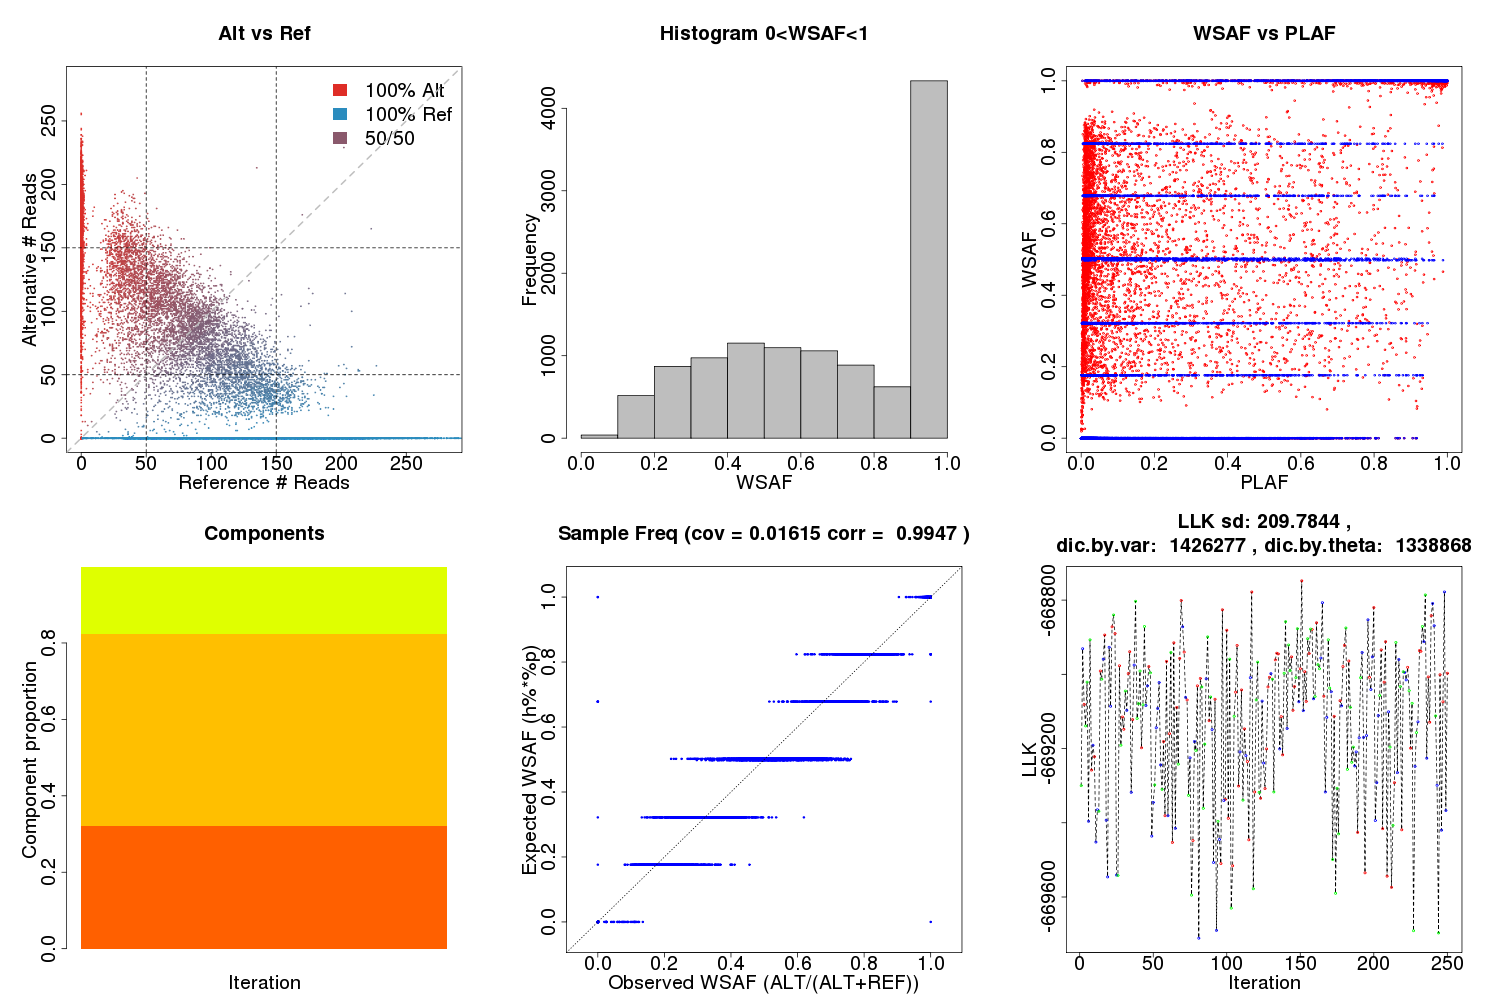 Alt vs Ref
100% Alt
100% Ref
50/50
0 50 100 150 200 250
Alternative # Reads
0 50 100 150 200 250
Reference # Reads
Histogram 0<WSAF<1
0 1000 2000 3000 4000
Frequency
0.0 0.2 0.4 0.6 0.8 1.0
WSAF
WSAF vs PLAF
0.0 0.2 0.4 0.6 0.8 1.0
WSAF
0.0 0.2 0.4 0.6 0.8 1.0
PLAF
Components
0.0 0.2 0.4 0.6 0.8
Component proportion
Iteration
Sample Freq (cov = 0.01615 corr = 0.9947 )
0.0 0.2 0.4 0.6 0.8 1.0
Expected WSAF (h%*%p)
0.0 0.2 0.4 0.6 0.8 1.0
Observed WSAF (ALT/(ALT+REF))
LLK sd: 209.7844 ,
dic.by.var: 1426277 , dic.by.theta: 1338868
-669600 -669200 -668800
LLK
0 50 100 150 200 250
Iteration